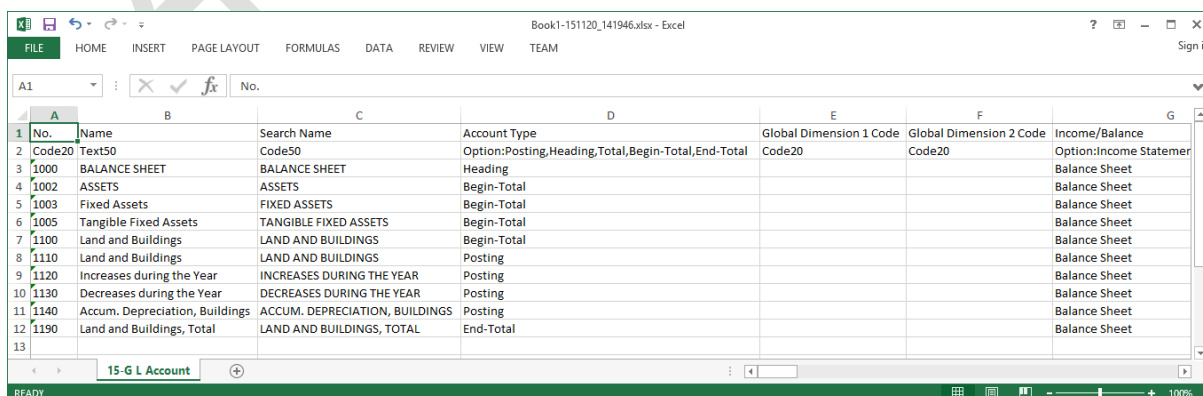 Book1-151120_141946.xlsx - Excel
FILE HOME INSERT PAGE LAYOUT FORMULAS DATA REVIEW VIEW TEAM Sign i
A1 fx No.
A B C D E F G
1 No. Name Search Name Account Type Global Dimension 1 Code Global Dimension 2 Code Income/Balance
2 Code20 Text50 Code50 Option:Posting,Heading,Total,Begin-Total,End-Total Code20 Code20 Option:Income Statemer
3 1000 BALANCE SHEET BALANCE SHEET Heading Balance Sheet
4 1002 ASSETS ASSETS Begin-Total Balance Sheet
5 1003 Fixed Assets FIXED ASSETS Begin-Total Balance Sheet
6 1005 Tangible Fixed Assets TANGIBLE FIXED ASSETS Begin-Total Balance Sheet
7 1100 Land and Buildings LAND AND BUILDINGS Begin-Total Balance Sheet
8 1110 Land and Buildings LAND AND BUILDINGS Posting Balance Sheet
9 1120 Increases during the Year INCREASES DURING THE YEAR Posting Balance Sheet
10 1130 Decreases during the Year DECREASES DURING THE YEAR Posting Balance Sheet
11 1140 Accum. Depreciation, Buildings ACCUM. DEPRECIATION, BUILDINGS Posting Balance Sheet
12 1190 Land and Buildings, Total LAND AND BUILDINGS, TOTAL End-Total Balance Sheet
13
15-G L Account
READY 100%